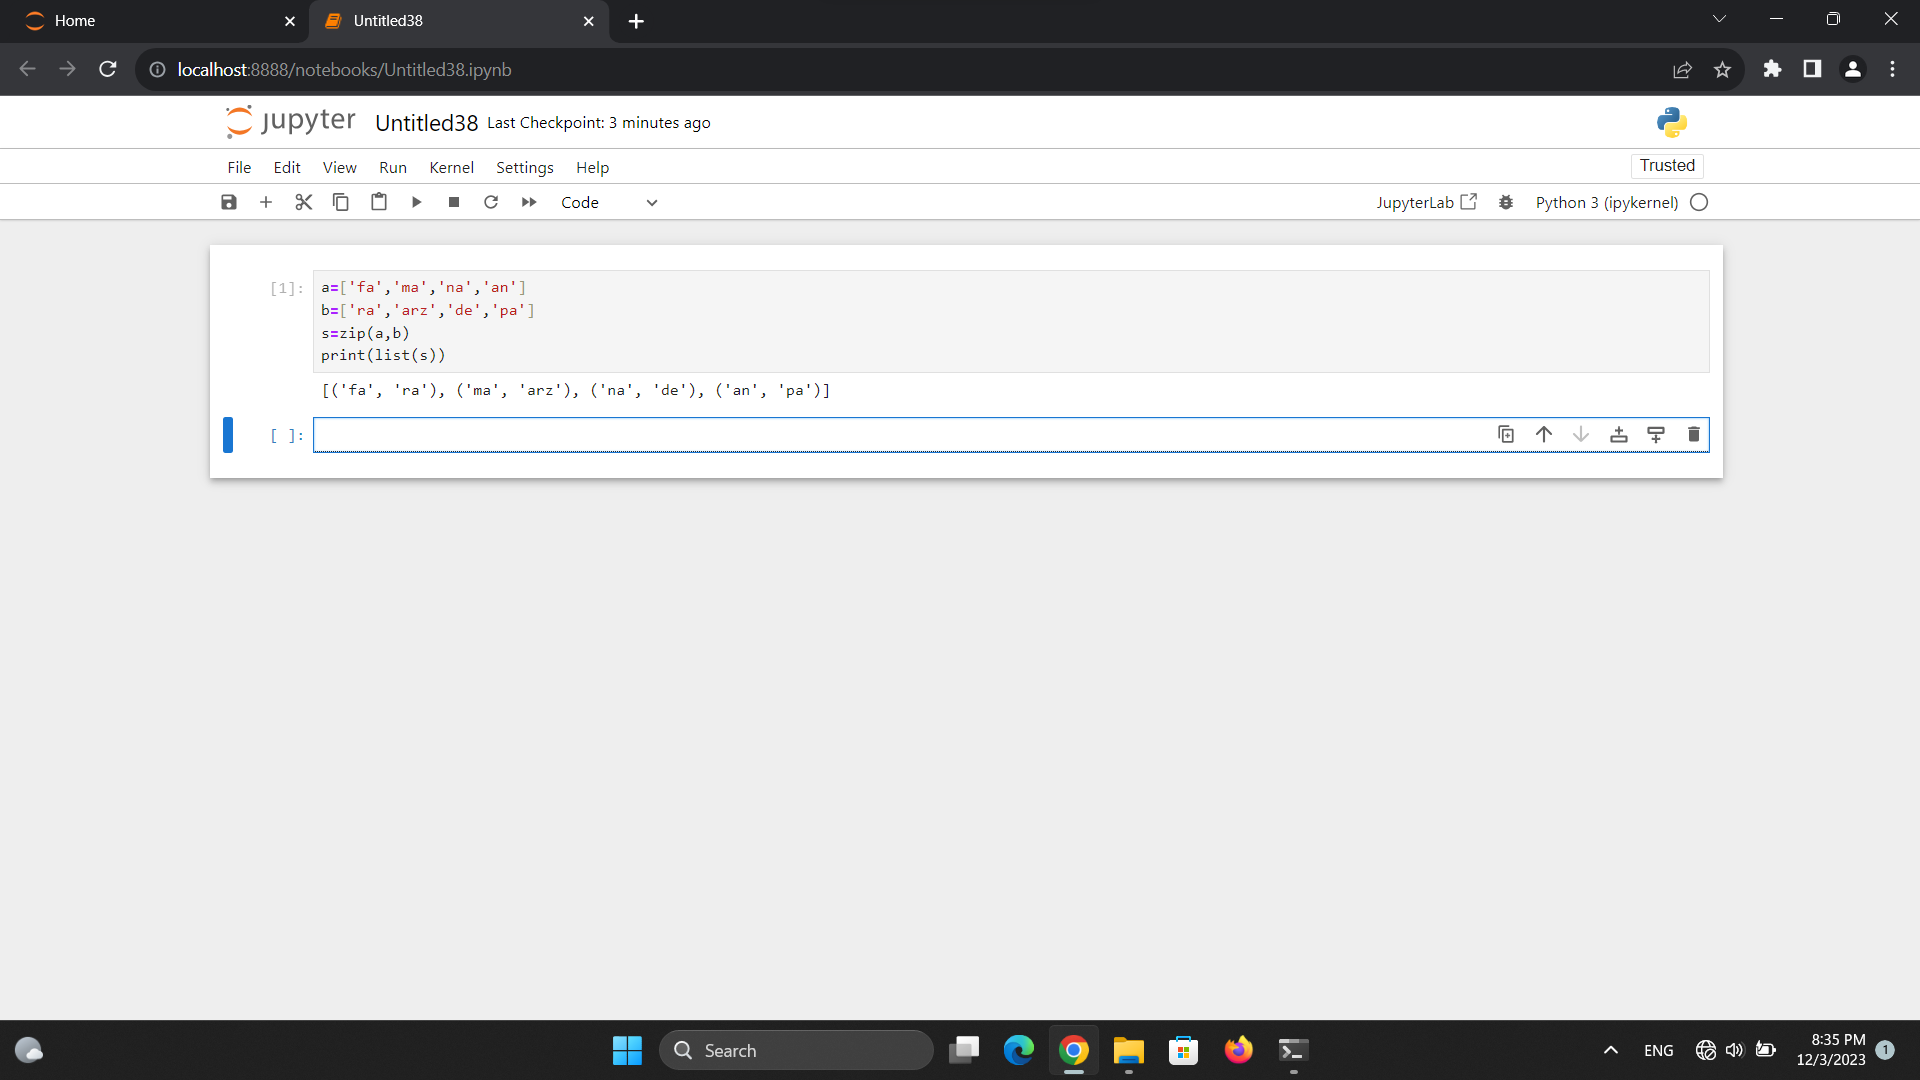 Home
Untitled38
localhost:8888/notebooks/Untitled38.ipynb
jupyter Untitled38 Last Checkpoint: 3 minutes ago
File Edit View Run Kernel Settings Help
Trusted
Code
JupyterLab
Python 3 (ipykernel)
[1]:
a=['fa','ma','na','an']
b=['ra','arz','de','pa']
s=zip(a,b)
print(list(s))
[('fa', 'ra'), ('ma', 'arz'), ('na', 'de'), ('an', 'pa')]
[ ]:
Search
ENG
8:35 PM
12/3/2023
1